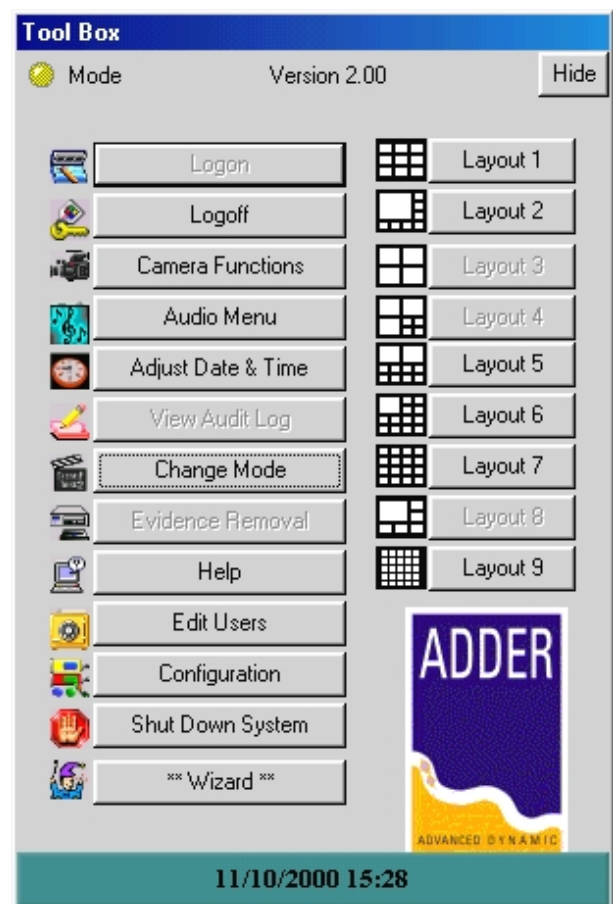 Tool Box
Mode
Version 2.00
Hide
Logon
Logoff
Camera Functions
Audio Menu
Adjust Date & Time
View Audit Log
Change Mode
Evidence Removal
Help
Edit Users
Configuration
Shut Down System
** Wizard **
Layout 1
Layout 2
Layout 3
Layout 4
Layout 5
Layout 6
Layout 7
Layout 8
Layout 9
ADDER
ADVANCED DYNAMIC
11/10/2000 15:28